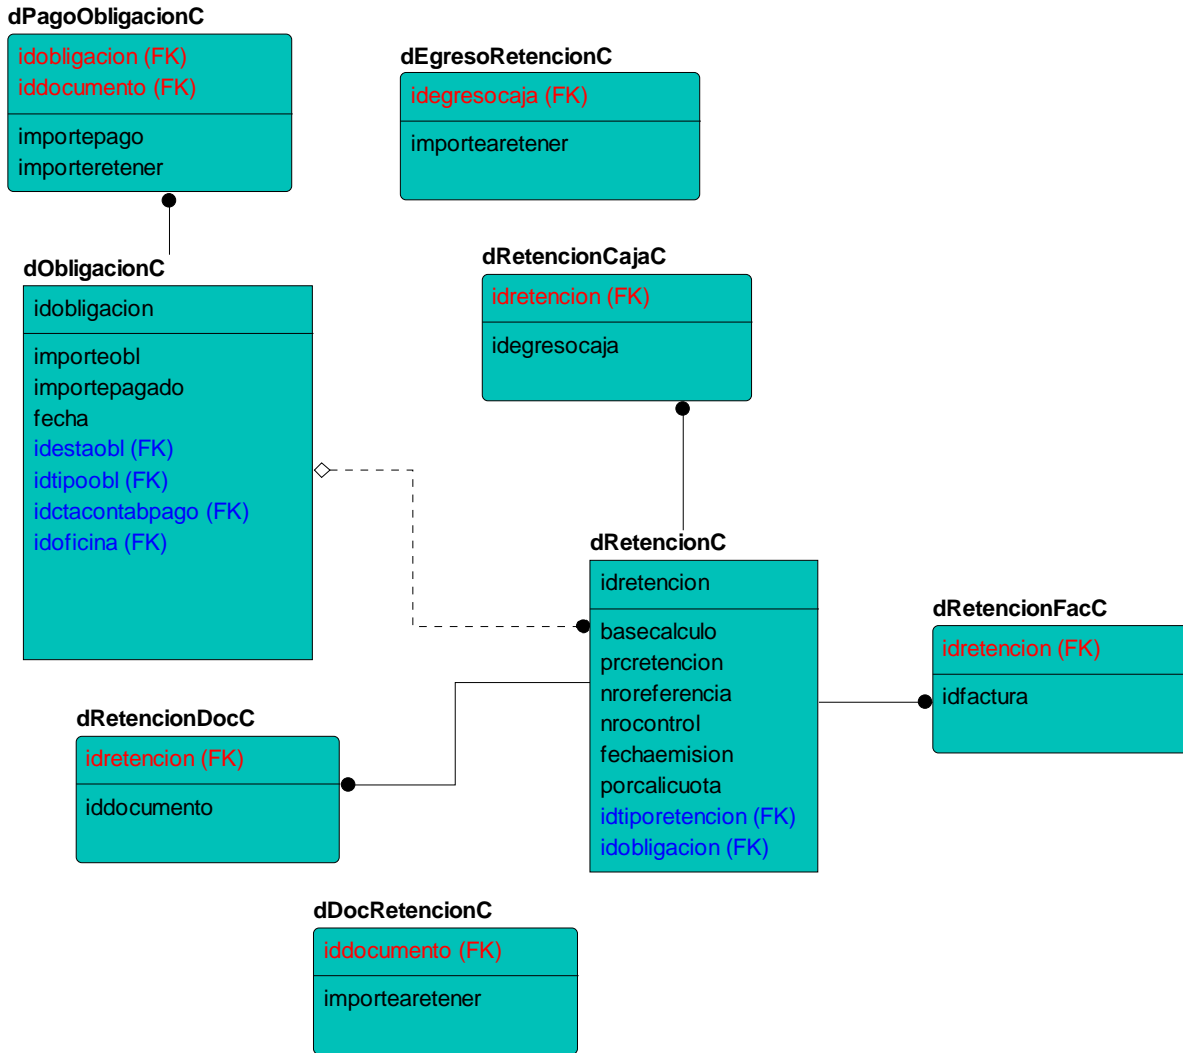 dPagoObligacionC
idobligacion (FK)
iddocumento (FK)
importepago
importeretener
dEgresoRetencionC
idegresocaja (FK)
importearetener
dObligacionC
idobligacion
importeobl
importepagado
fecha
idestaobl (FK)
idtipoobl (FK)
idctacontabpago (FK)
idoficina (FK)
dRetencionCajaC
idretencion (FK)
idegresocaja
dRetencionC
idretencion
basecalculo
prcretencion
nroreferencia
nrocontrol
fechaemision
porcalicuota
idtiporetencion (FK)
idobligacion (FK)
dRetencionFacC
idretencion (FK)
idfactura
dRetencionDocC
idretencion (FK)
iddocumento
dDocRetencionC
iddocumento (FK)
importearetener